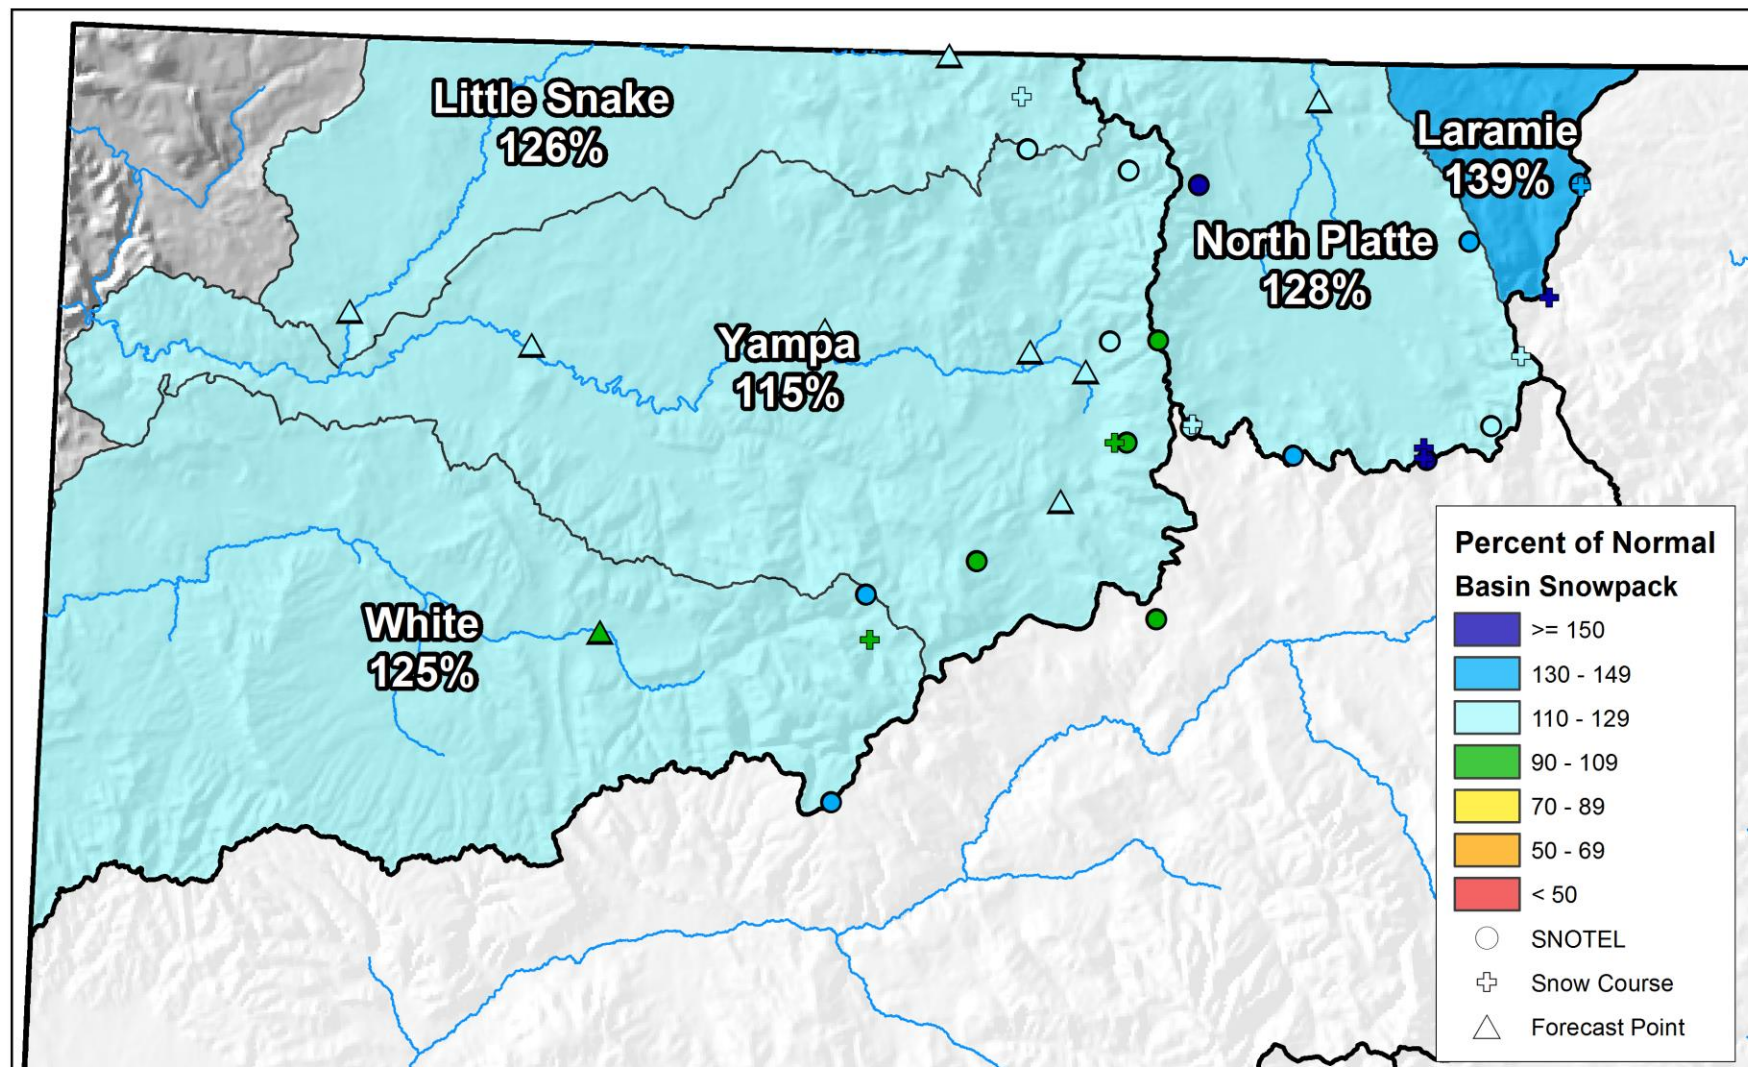 Little Snake
126%
Laramie
139%
North Platte
128%
Yampa
115%
White
125%
Percent of Normal
Basin Snowpack
>= 150
130 - 149
110 - 129
90 - 109
70 - 89
50 - 69
< 50
SNOTEL
Snow Course
Forecast Point